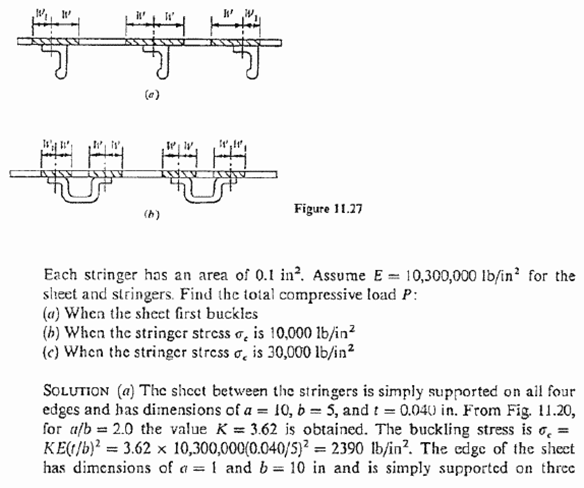 W₁ W W W W W₁
(a)
W₁ W W W W W W W₁
(b)
Figure 11.27
Each stringer has an area of 0.1 in². Assume E = 10,300,000 lb/in² for the
sheet and stringers. Find the total compressive load P:
(a) When the sheet first buckles
(b) When the stringer stress σc is 10,000 lb/in²
(c) When the stringer stress σc is 30,000 lb/in²
SOLUTION (a) The sheet between the stringers is simply supported on all four
edges and has dimensions of a = 10, b = 5, and t = 0.040 in. From Fig. 11.20,
for a/b = 2.0 the value K = 3.62 is obtained. The buckling stress is σc =
KE(t/b)² = 3.62 × 10,300,000(0.040/5)² = 2390 lb/in². The edge of the sheet
has dimensions of a = 1 and b = 10 in and is simply supported on three